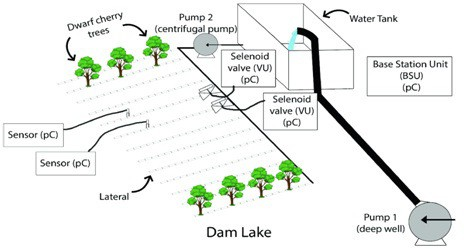 Dwarf cherry
trees
Pump 2
(centrifugal pump)
Water Tank
Selenoid
valve (VU)
(pC)
Base Station Unit
(BSU)
(pC)
Selenoid
valve (VU)
(pC)
Sensor (pC)
Sensor (pC)
Lateral
Pump 1
(deep well)
Dam Lake